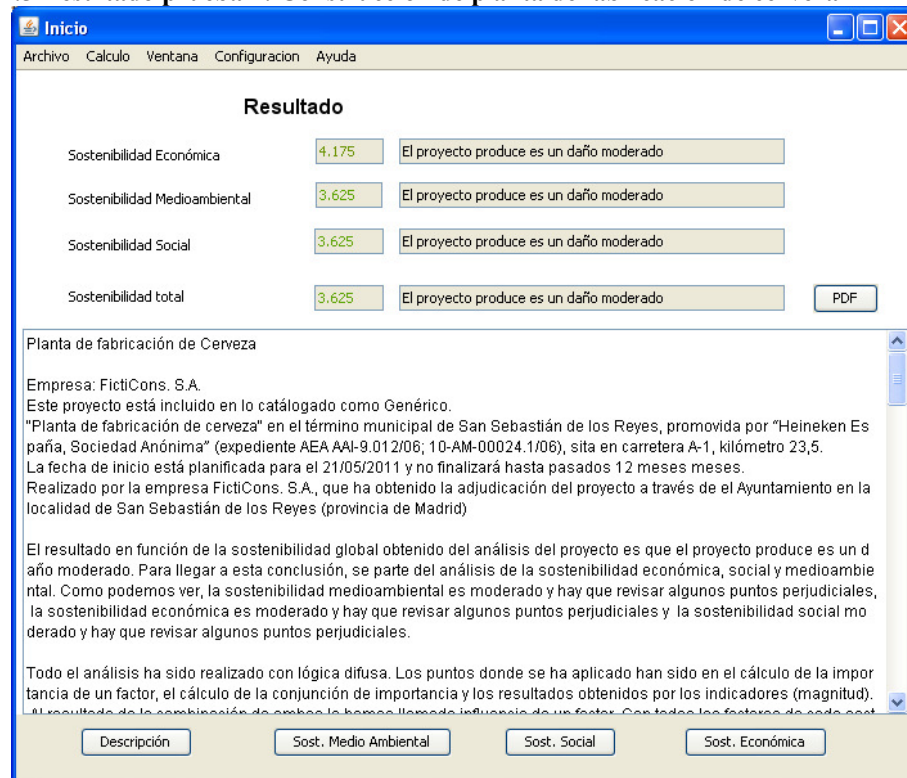 Inicio
Archivo Calculo Ventana Configuracion Ayuda
Resultado
Sostenibilidad Económica 4.175 El proyecto produce es un daño moderado
Sostenibilidad Medioambiental 3.625 El proyecto produce es un daño moderado
Sostenibilidad Social 3.625 El proyecto produce es un daño moderado
Sostenibilidad total 3.625 El proyecto produce es un daño moderado PDF
Planta de fabricación de Cerveza
Empresa: FictiCons. S.A.
Este proyecto está incluido en lo catálogado como Genérico.
"Planta de fabricación de cerveza" en el término municipal de San Sebastián de los Reyes, promovida por “Heineken Es
paña, Sociedad Anónima” (expediente AEA AAI-9.012/06; 10-AM-00024.1/06), sita en carretera A-1, kilómetro 23,5.
La fecha de inicio está planificada para el 21/05/2011 y no finalizará hasta pasados 12 meses meses.
Realizado por la empresa FictiCons. S.A., que ha obtenido la adjudicación del proyecto a través de el Ayuntamiento en la
localidad de San Sebastián de los Reyes (provincia de Madrid)
El resultado en función de la sostenibilidad global obtenido del análisis del proyecto es que el proyecto produce es un d
año moderado. Para llegar a esta conclusión, se parte del análisis de la sostenibilidad económica, social y medioambie
ntal. Como podemos ver, la sostenibilidad medioambiental es moderado y hay que revisar algunos puntos perjudiciales,
la sostenibilidad económica es moderado y hay que revisar algunos puntos perjudiciales y la sostenibilidad social mo
derado y hay que revisar algunos puntos perjudiciales.
Todo el análisis ha sido realizado con lógica difusa. Los puntos donde se ha aplicado han sido en el cálculo de la impor
tancia de un factor, el cálculo de la conjunción de importancia y los resultados obtenidos por los indicadores (magnitud).
Descripción Sost. Medio Ambiental Sost. Social Sost. Económica